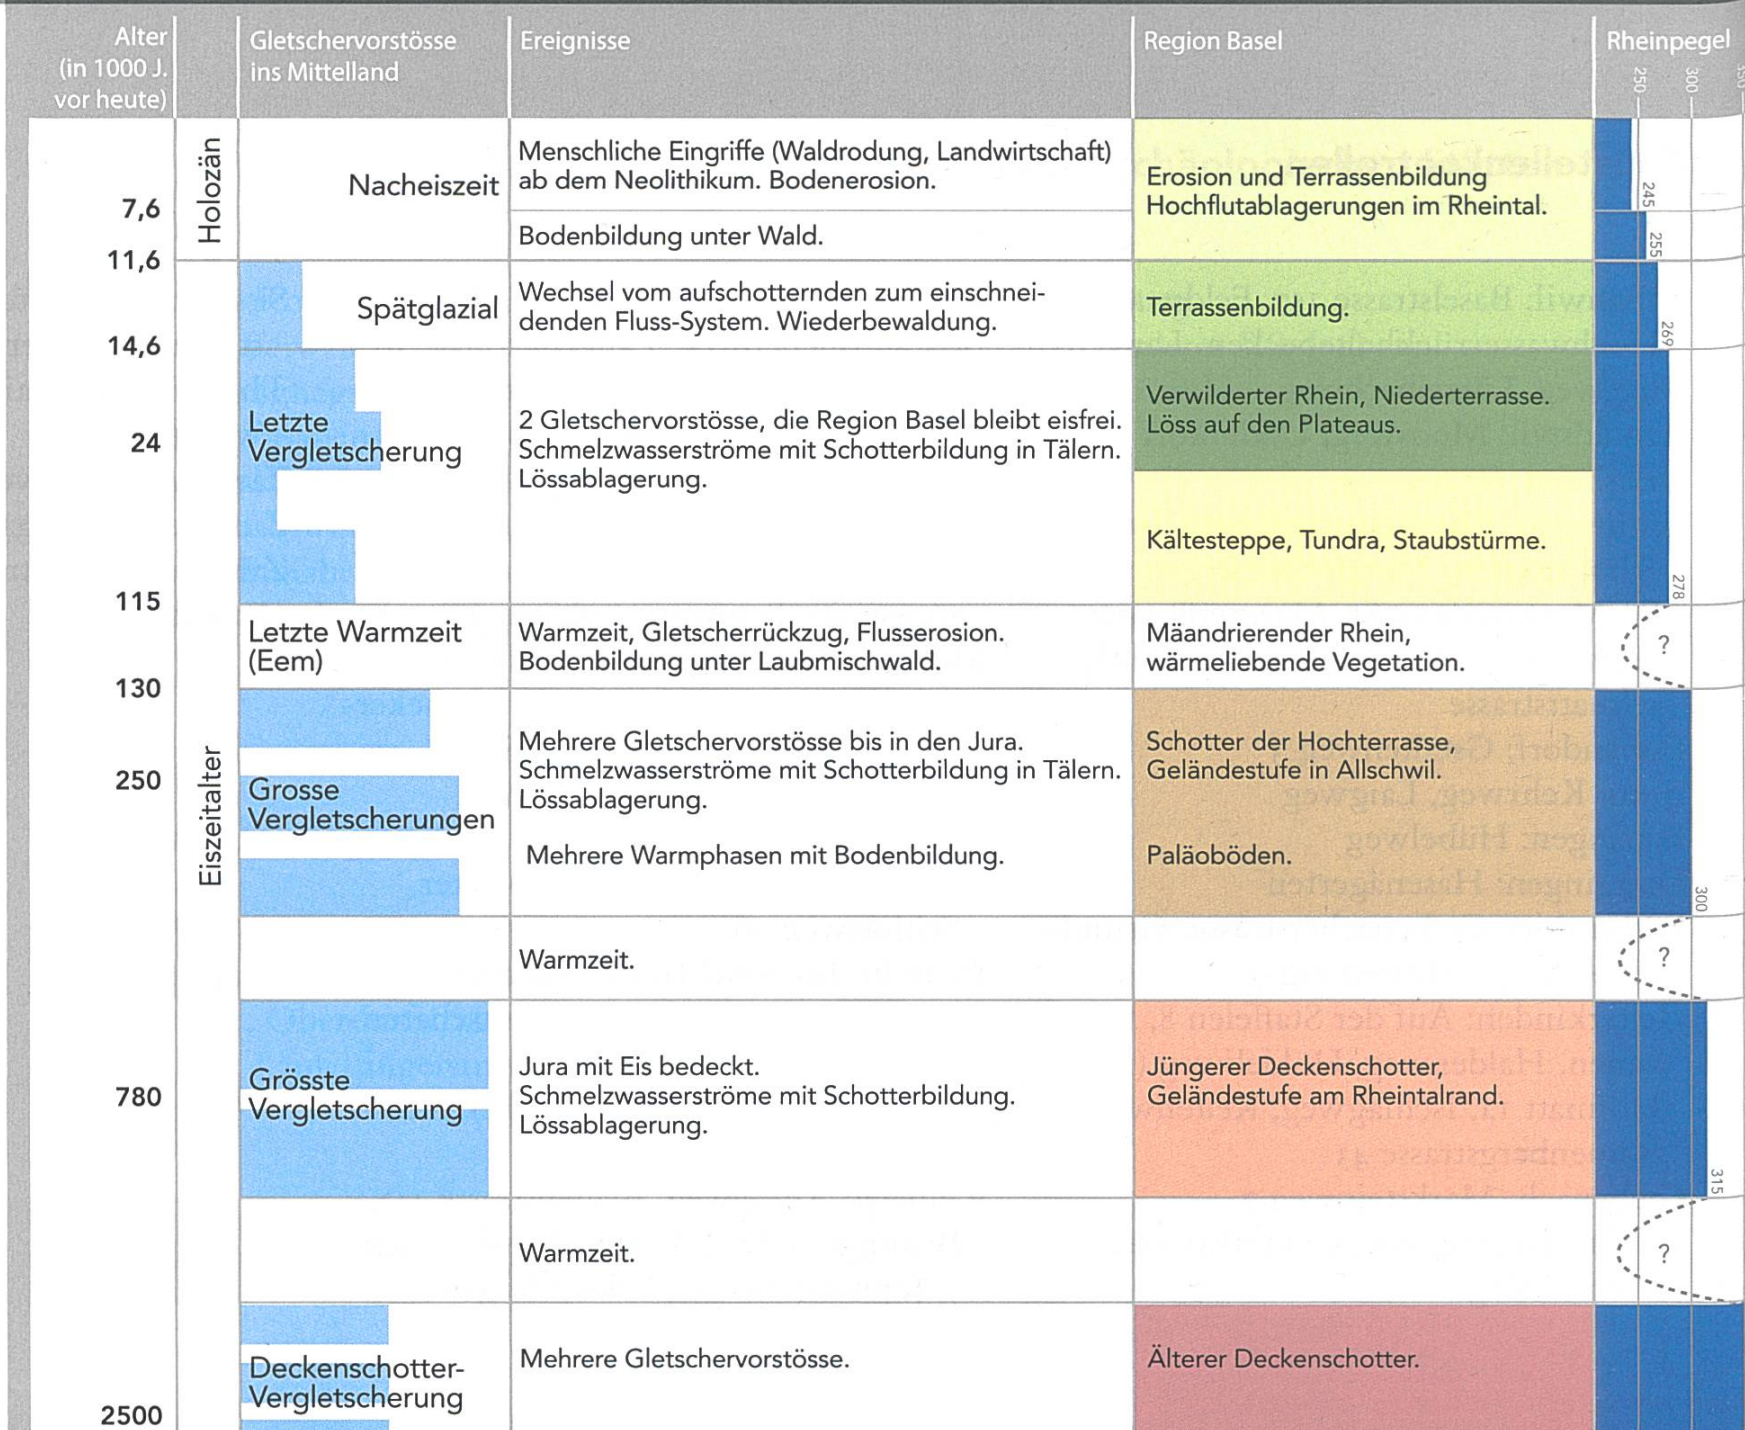 Alter
(in 1000 J.
vor heute)
Gletschervorstösse
ins Mittelland
Ereignisse
Region Basel
Rheinpegel
250
300
350
Holozän
Nacheiszeit
Menschliche Eingriffe (Waldrodung, Landwirtschaft)
ab dem Neolithikum. Bodenerosion.
Erosion und Terrassenbildung
Hochflutablagerungen im Rheintal.
245
7,6
Bodenbildung unter Wald.
255
11,6
Spätglazial
Wechsel vom aufschotternden zum einschnei-
denden Fluss-System. Wiederbewaldung.
Terrassenbildung.
269
14,6
Letzte
Vergletscherung
24
2 Gletschervorstösse, die Region Basel bleibt eisfrei.
Schmelzwasserströme mit Schotterbildung in Tälern.
Lössablagerung.
Verwilderter Rhein, Niederterrasse.
Löss auf den Plateaus.
Kältesteppe, Tundra, Staubstürme.
278
115
Letzte Warmzeit
(Eem)
Warmzeit, Gletscherrückzug, Flusserosion.
Bodenbildung unter Laubmischwald.
Mäandrierender Rhein,
wärmeliebende Vegetation.
?
130
Eiszeitalter
250
Grosse
Vergletscherungen
Mehrere Gletschervorstösse bis in den Jura.
Schmelzwasserströme mit Schotterbildung in Tälern.
Lössablagerung.
Mehrere Warmphasen mit Bodenbildung.
Schotter der Hochterrasse,
Geländestufe in Allschwil.
Paläoböden.
300
Warmzeit.
?
780
Grösste
Vergletscherung
Jura mit Eis bedeckt.
Schmelzwasserströme mit Schotterbildung.
Lössablagerung.
Jüngerer Deckenschotter,
Geländestufe am Rheintalrand.
315
Warmzeit.
?
Deckenschotter-
Vergletscherung
Mehrere Gletschervorstösse.
Älterer Deckenschotter.
2500